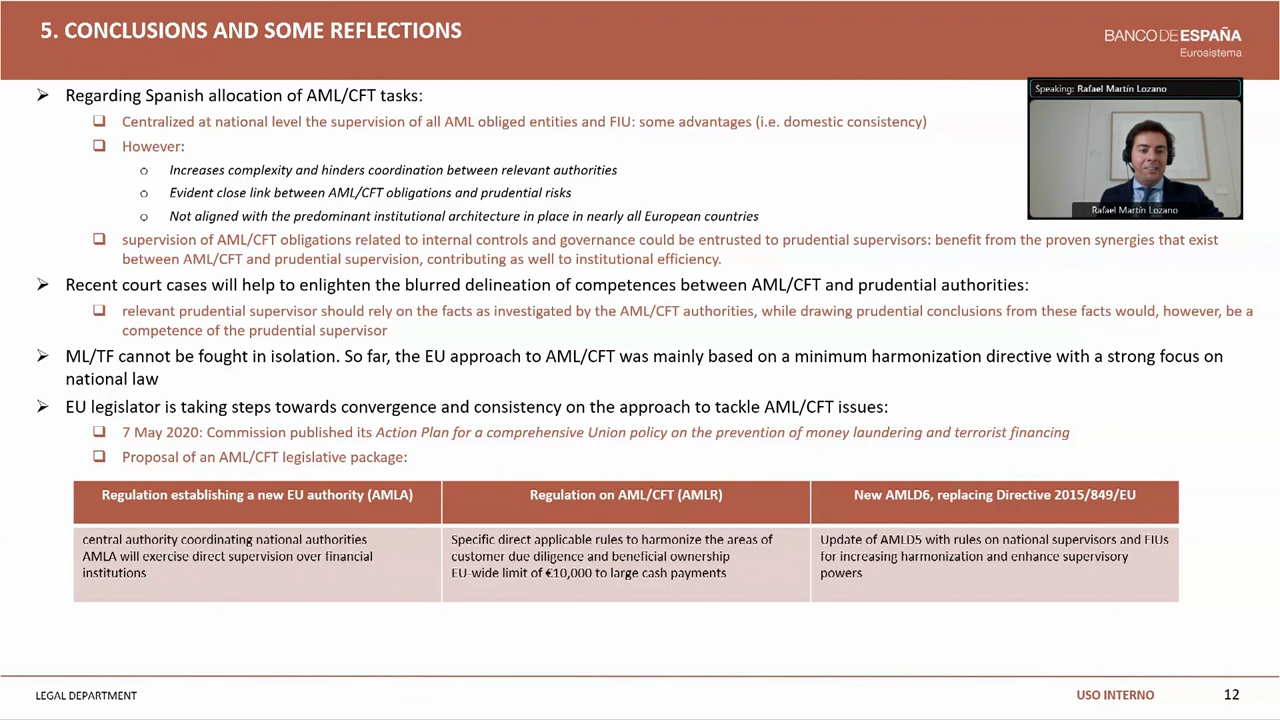 5. CONCLUSIONS AND SOME REFLECTIONS
BANCO DE ESPAÑA
Eurosistema
Regarding Spanish allocation of AML/CFT tasks:
Speaking: Rafael Martín Lozano
Centralized at national level the supervision of all AML obliged entities and FIU: some advantages (i.e. domestic consistency)
However:
Increases complexity and hinders coordination between relevant authorities
Evident close link between AML/CFT obligations and prudential risks
Not aligned with the predominant institutional architecture in place in nearly all European countries
Rafael Martín Lozano
supervision of AML/CFT obligations related to internal controls and governance could be entrusted to prudential supervisors: benefit from the proven synergies that exist
between AML/CFT and prudential supervision, contributing as well to institutional efficiency.
Recent court cases will help to enlighten the blurred delineation of competences between AML/CFT and prudential authorities:
relevant prudential supervisor should rely on the facts as investigated by the AML/CFT authorities, while drawing prudential conclusions from these facts would, however, be a
competence of the prudential supervisor
ML/TF cannot be fought in isolation. So far, the EU approach to AML/CFT was mainly based on a minimum harmonization directive with a strong focus on
national law
EU legislator is taking steps towards convergence and consistency on the approach to tackle AML/CFT issues:
7 May 2020: Commission published its Action Plan for a comprehensive Union policy on the prevention of money laundering and terrorist financing
Proposal of an AML/CFT legislative package:
Regulation establishing a new EU authority (AMLA)
central authority coordinating national authorities
AMLA will exercise direct supervision over financial
institutions
Regulation on AML/CFT (AMLR)
Specific direct applicable rules to harmonize the areas of
customer due diligence and beneficial ownership
EU-wide limit of €10,000 to large cash payments
New AMLD6, replacing Directive 2015/849/EU
Update of AMLD5 with rules on national supervisors and FIUs
for increasing harmonization and enhance supervisory
powers
LEGAL DEPARTMENT
USO INTERNO
12